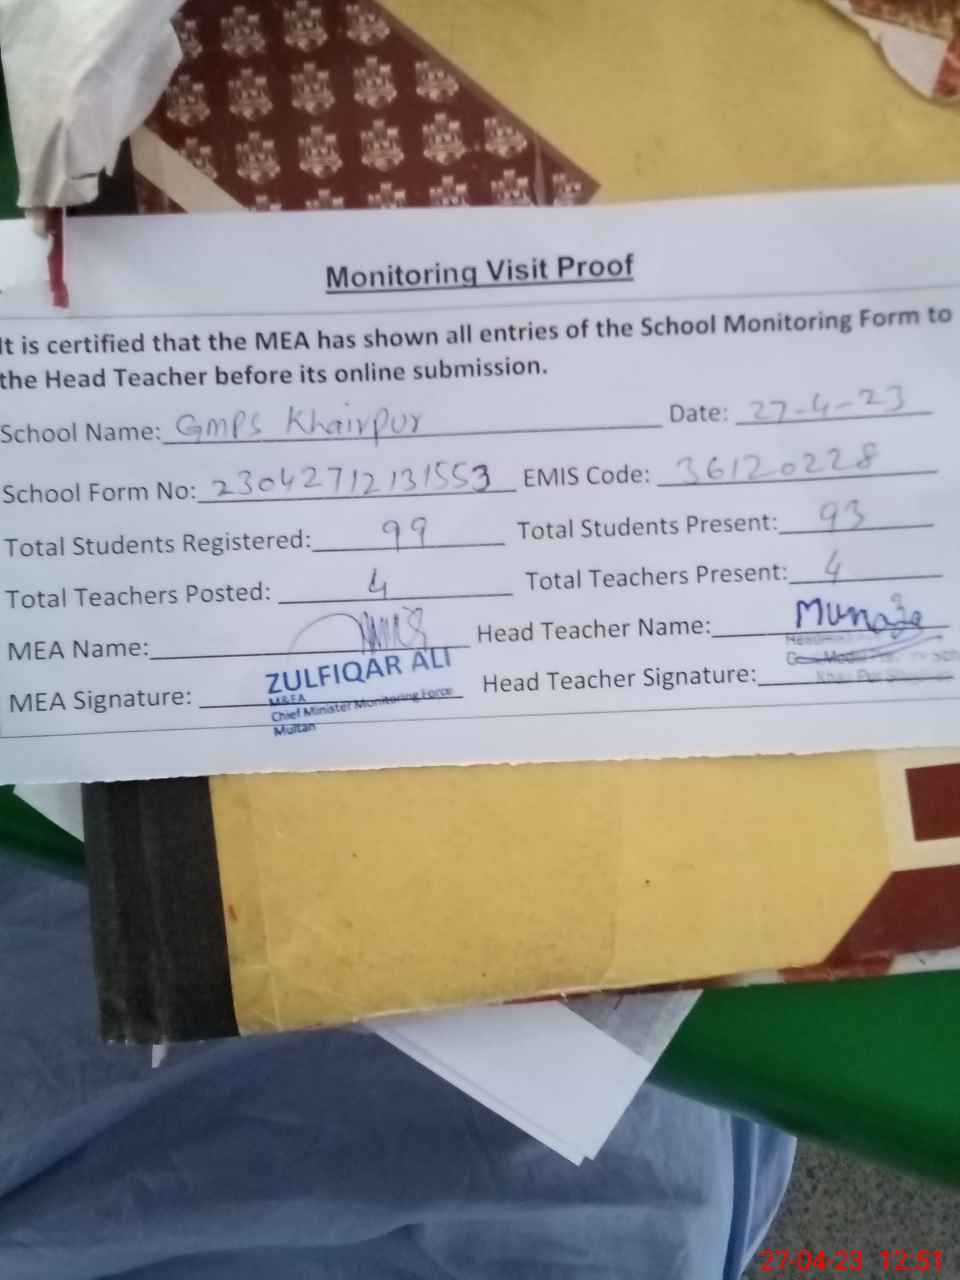 Monitoring Visit Proof
It is certified that the MEA has shown all entries of the School Monitoring Form to
the Head Teacher before its online submission.
School Name: GMPS Khairpur Date: 27-4-23
School Form No: 23042712131553 EMIS Code: 36120228
Total Students Registered: 99 Total Students Present: 93
Total Teachers Posted: 4 Total Teachers Present: 4
MEA Name: Head Teacher Name:
MEA Signature: ZULFIQAR ALI Head Teacher Signature:
M&EA
Chief Minister Monitoring Force
Multan
27-04-23 12:51